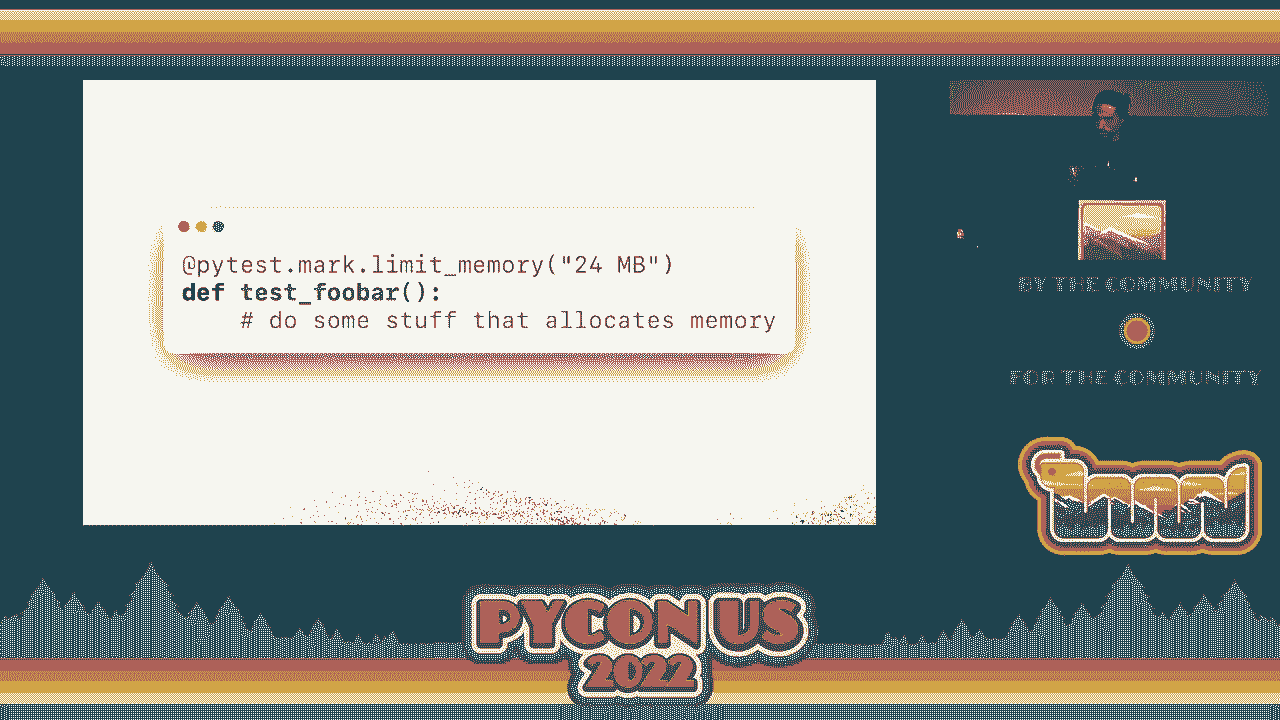 @pytest.mark.limit_memory("24 MB")
def test_foobar():
    # do some stuff that allocates memory
BY THE COMMUNITY
FOR THE COMMUNITY
PYCON US
2022